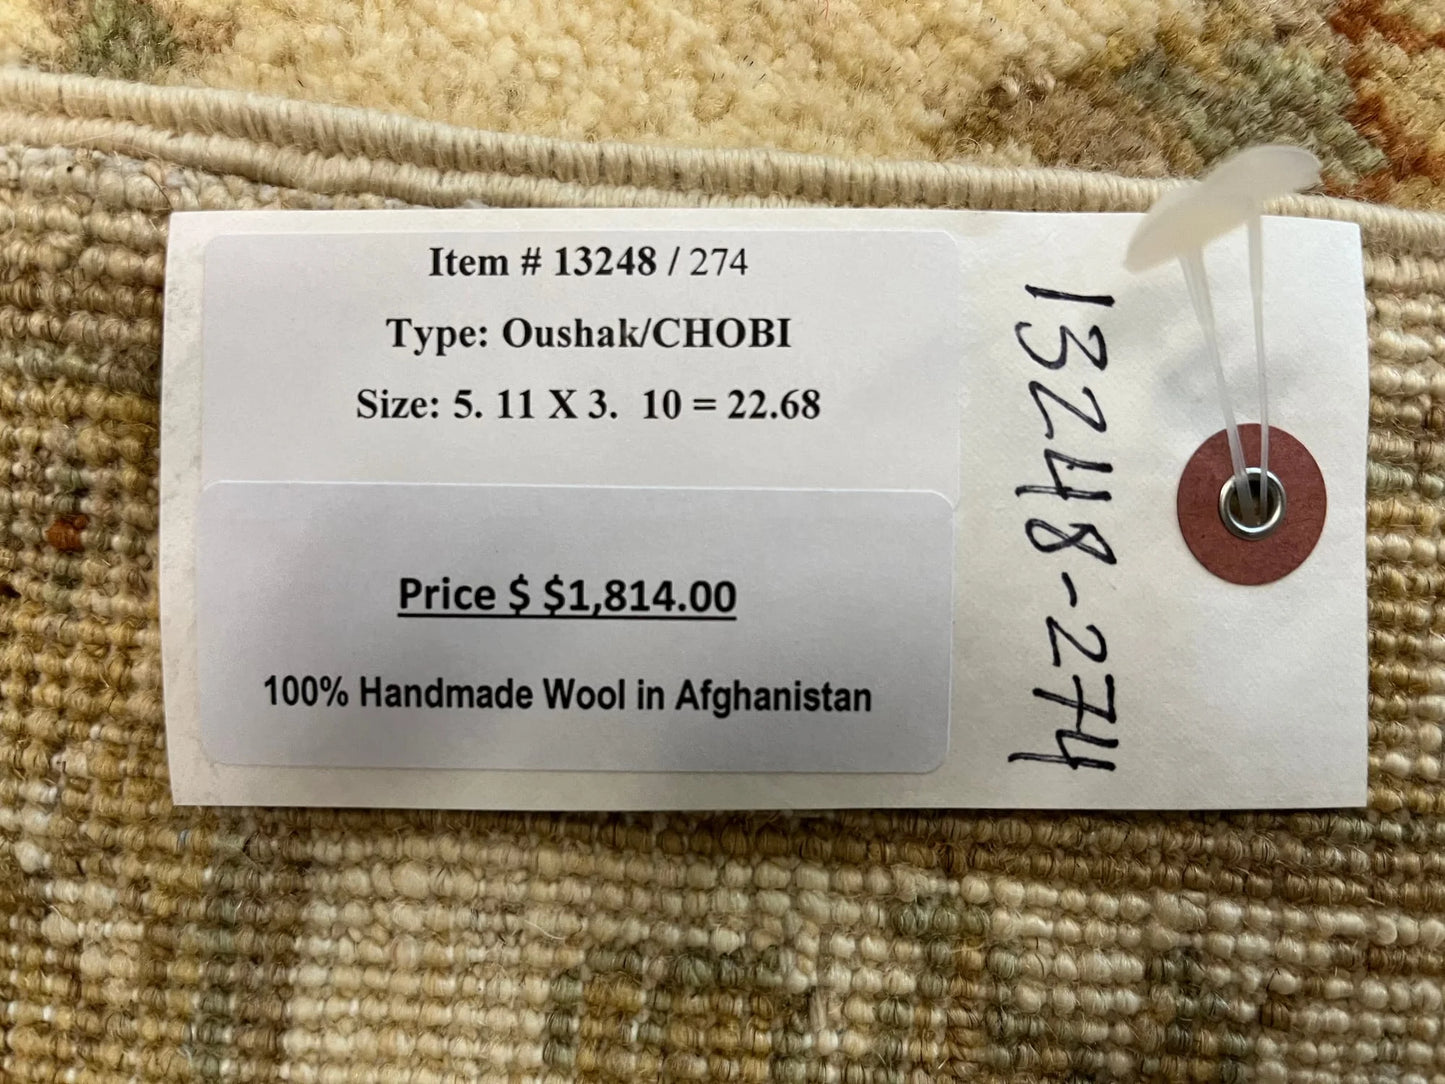 Item # 13248 / 274
Type: Oushak/CHOBI
Size: 5. 11 X 3.  10 = 22.68
Price $ $1,814.00
100% Handmade Wool in Afghanistan
13248-274